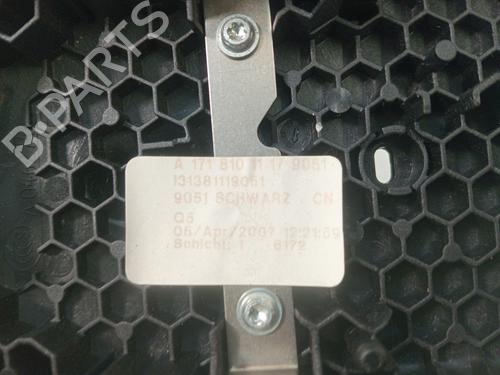 B-PARTS
A 171 810 11 17 9051
131381119051
9051 SCHWARZ CN
Q5
05/Apr/2007 12:21:59
Schicht: 1 6172